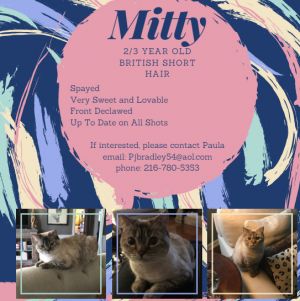 Mitty
2/3 YEAR OLD
BRITISH SHORT
HAIR
Spayed
Very Sweet and Lovable
Front Declawed
Up To Date on All Shots
If interested, please contact Paula
email: Pjbradley54@aol.com
phone: 216-780-5353